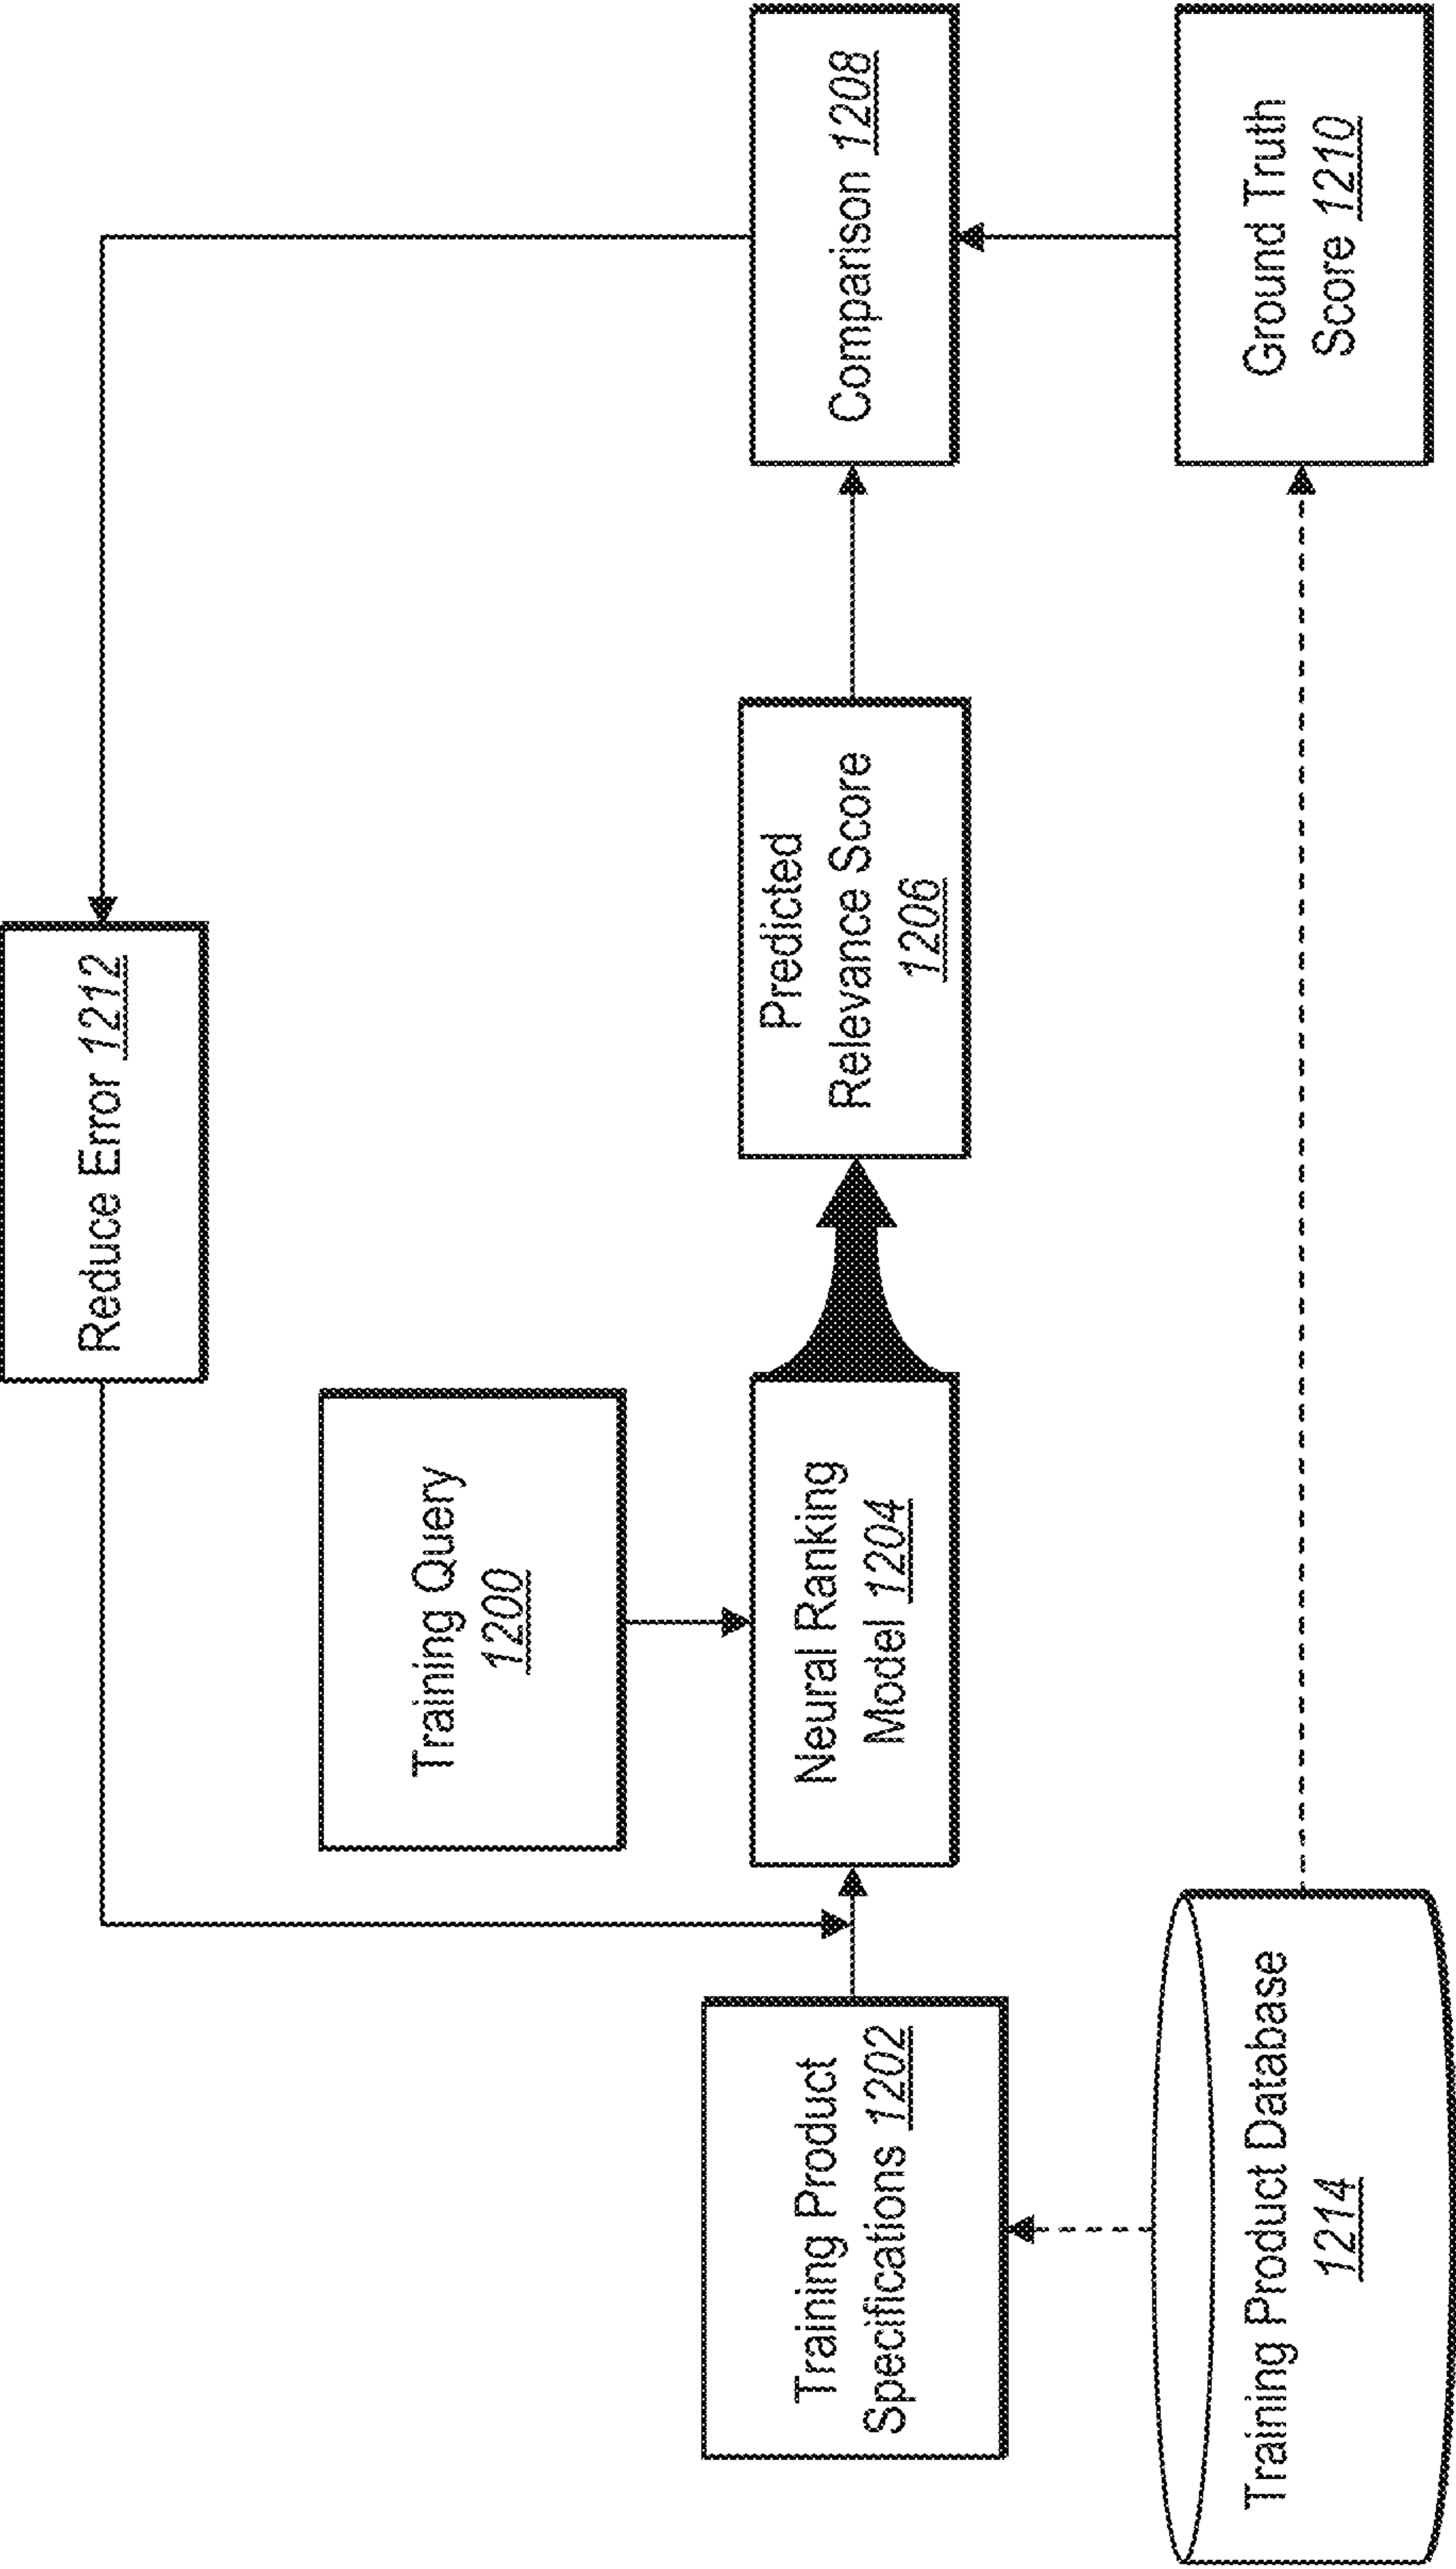 Reduce Error 1212
Training Query
1200
Training Product
Specifications 1202
Neural Ranking
Model 1204
Predicted
Relevance Score
1206
Comparison 1208
Training Product Database
1214
Ground Truth
Score 1210